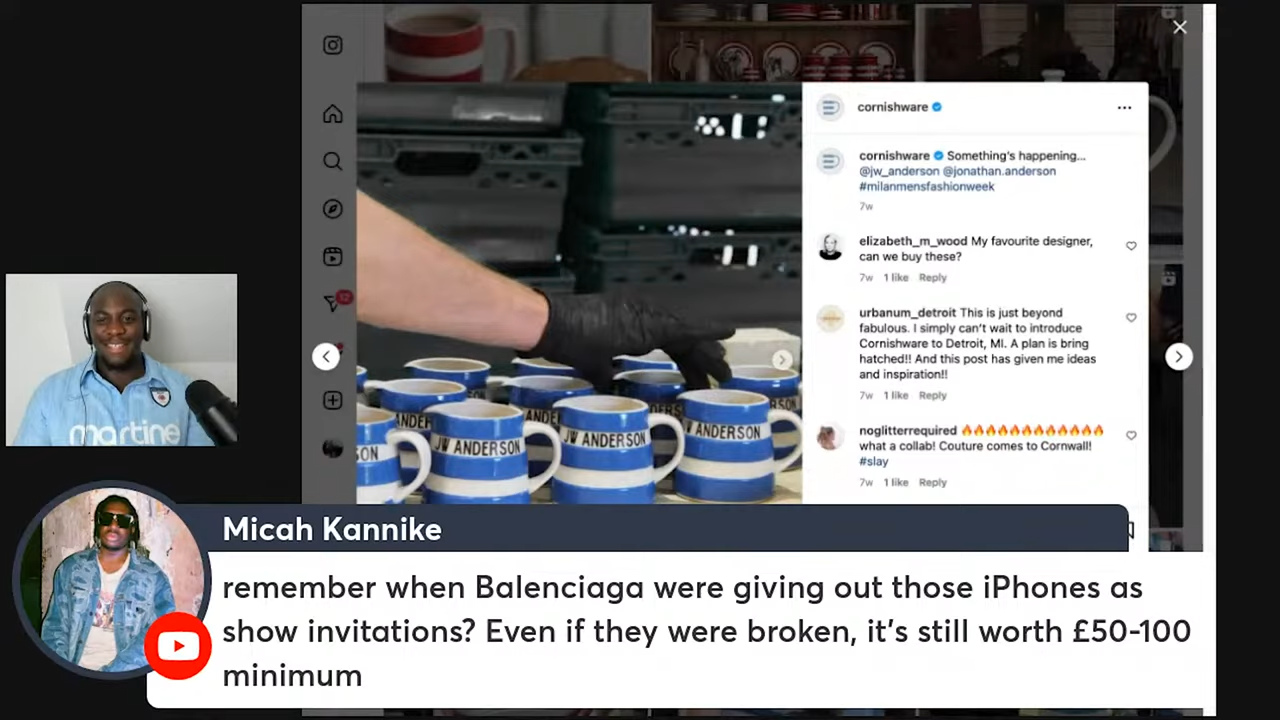 cornishware
cornishware Something's happening...
@jw_anderson @jonathan.anderson
#milanmensfashionweek
7w
elizabeth_m_wood My favourite designer,
can we buy these?
7w 1 like Reply
urbanum_detroit This is just beyond
fabulous. I simply can't wait to introduce
Cornishware to Detroit, MI. A plan is bring
hatched!! And this post has given me ideas
and inspiration!!
7w 1 like Reply
noglitterrequired 🔥🔥🔥🔥🔥🔥🔥🔥🔥🔥🔥🔥
what a collab! Couture comes to Cornwall!
#slay
7w 1 like Reply
12
JW ANDERSON
JW ANDERSON
ANDERSON
SON
martine
Micah Kannike
remember when Balenciaga were giving out those iPhones as
show invitations? Even if they were broken, it's still worth £50-100
minimum